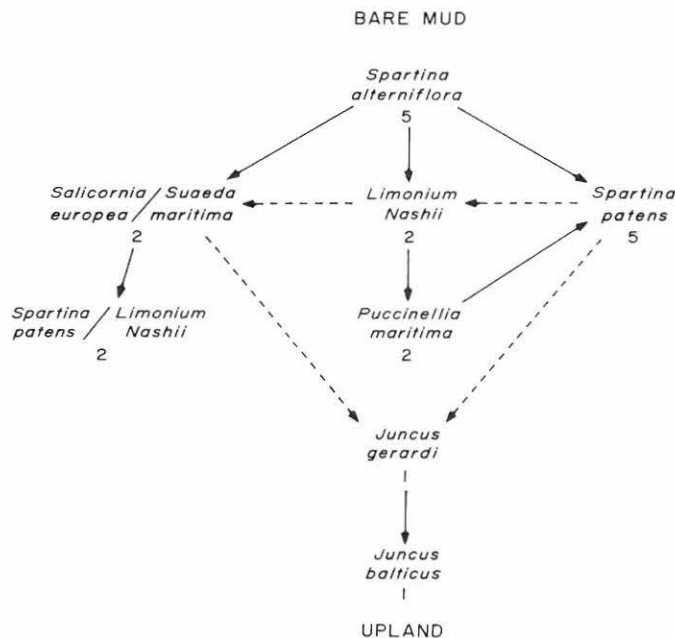 BARE MUD
Spartina
alterniflora
5
Salicornia / Suaeda
europea / maritima
2
Limonium
Nashii
2
Spartina
patens
5
Spartina / Limonium
patens / Nashii
2
Puccinellia
maritima
2
Juncus
gerardi
1
Juncus
balticus
1
UPLAND